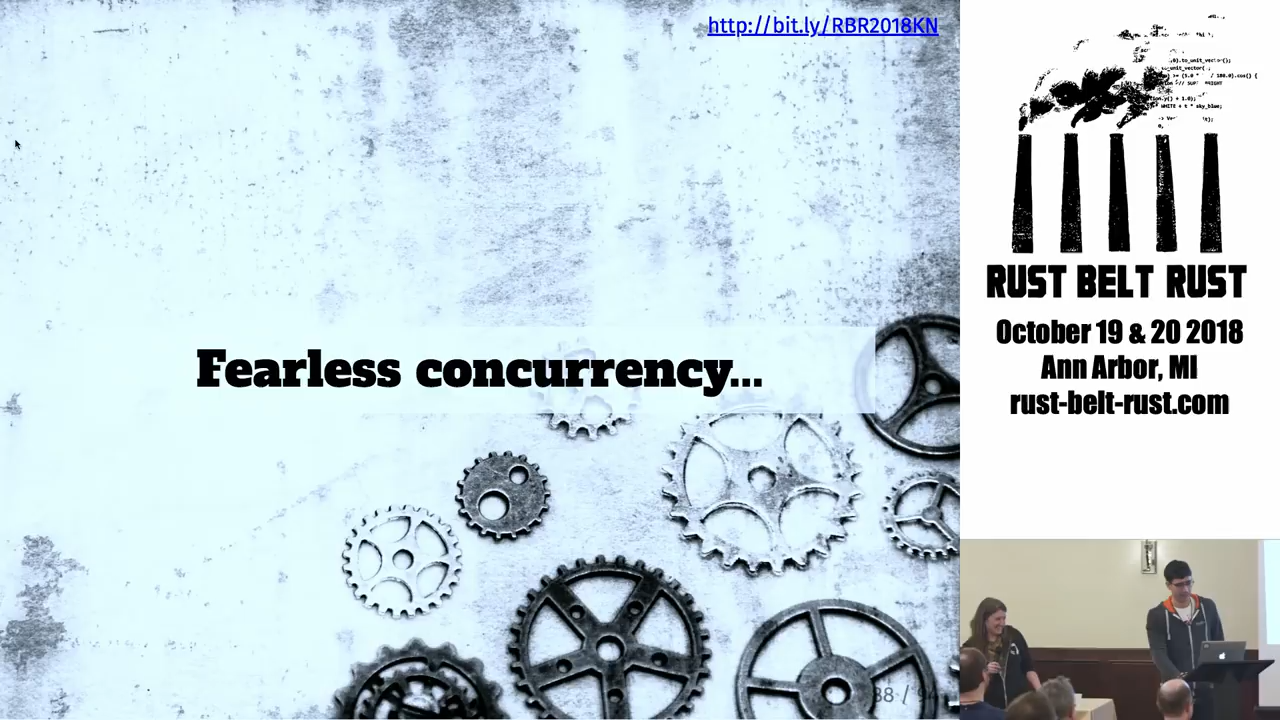 http://bit.ly/RBR2018KN
Fearless concurrency...
RUST BELT RUST
October 19 & 20 2018
Ann Arbor, MI
rust-belt-rust.com